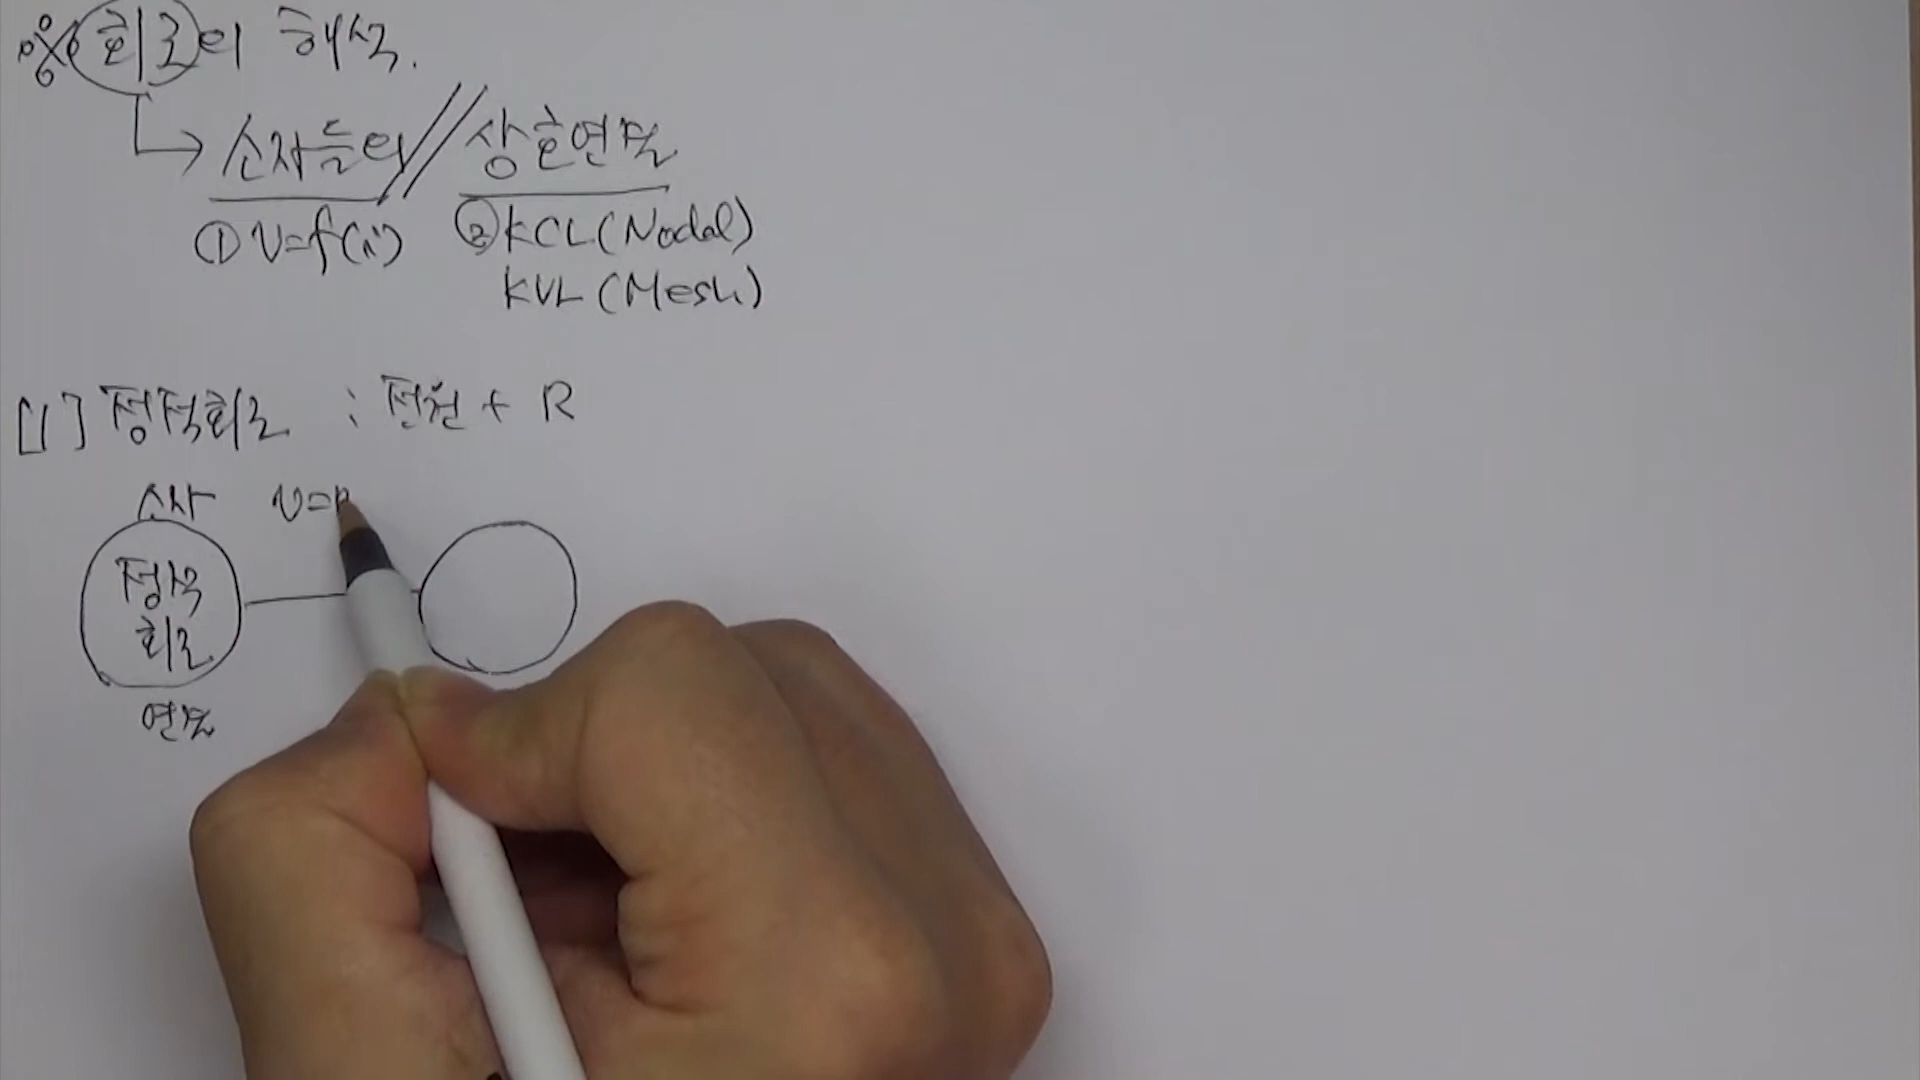 ※ 회로의 해석.
→ 소자들의 // 상호연결
① V=f(i) ② KCL(Nodal)
KVL(Mesh)
[1] 정적회로 : 전원 + R
소자 V=R
정적
회로
연결